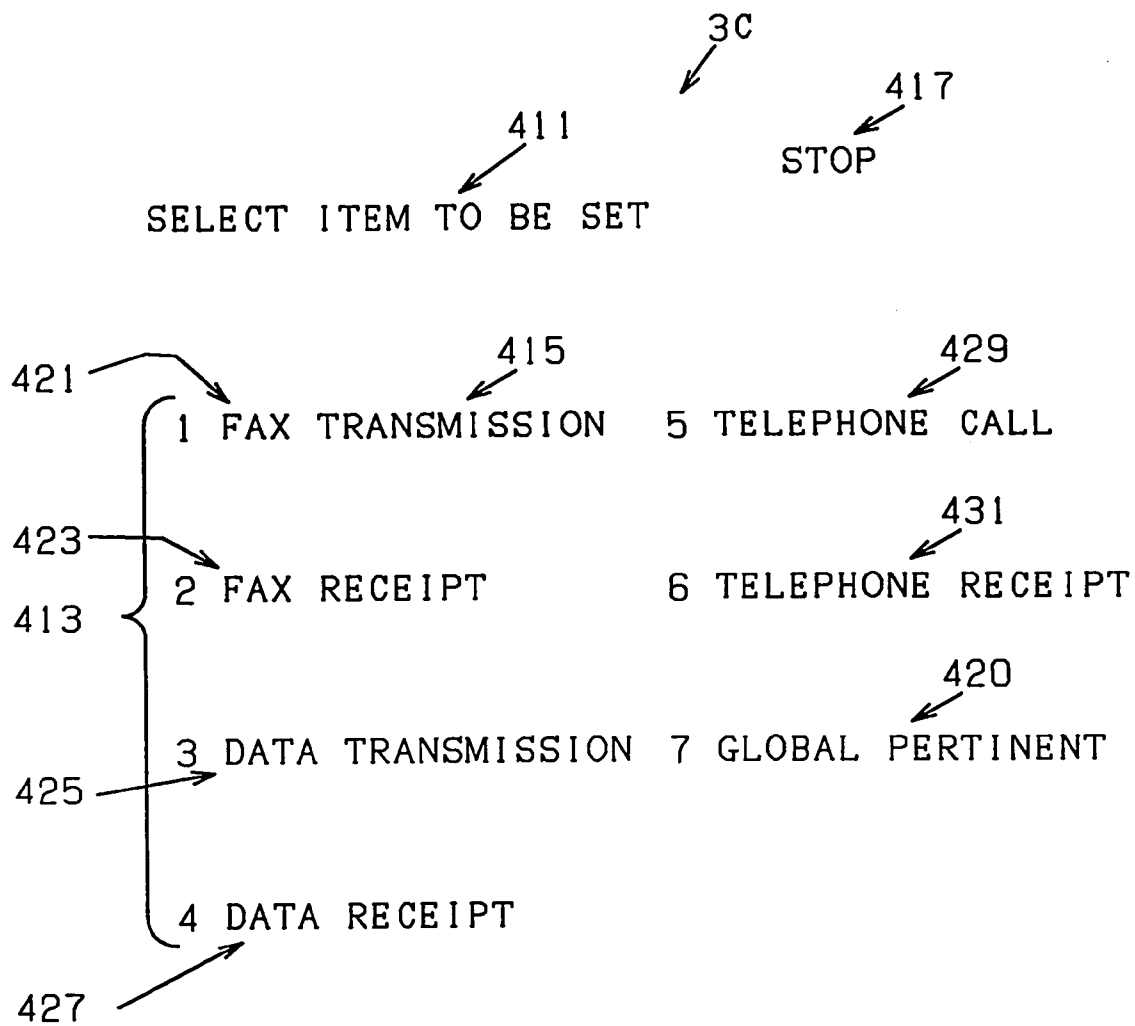 3C
417
411
STOP
SELECT ITEM TO BE SET
421
415
429
1 FAX TRANSMISSION 5 TELEPHONE CALL
423
431
2 FAX RECEIPT 6 TELEPHONE RECEIPT
413
420
3 DATA TRANSMISSION 7 GLOBAL PERTINENT
425
4 DATA RECEIPT
427